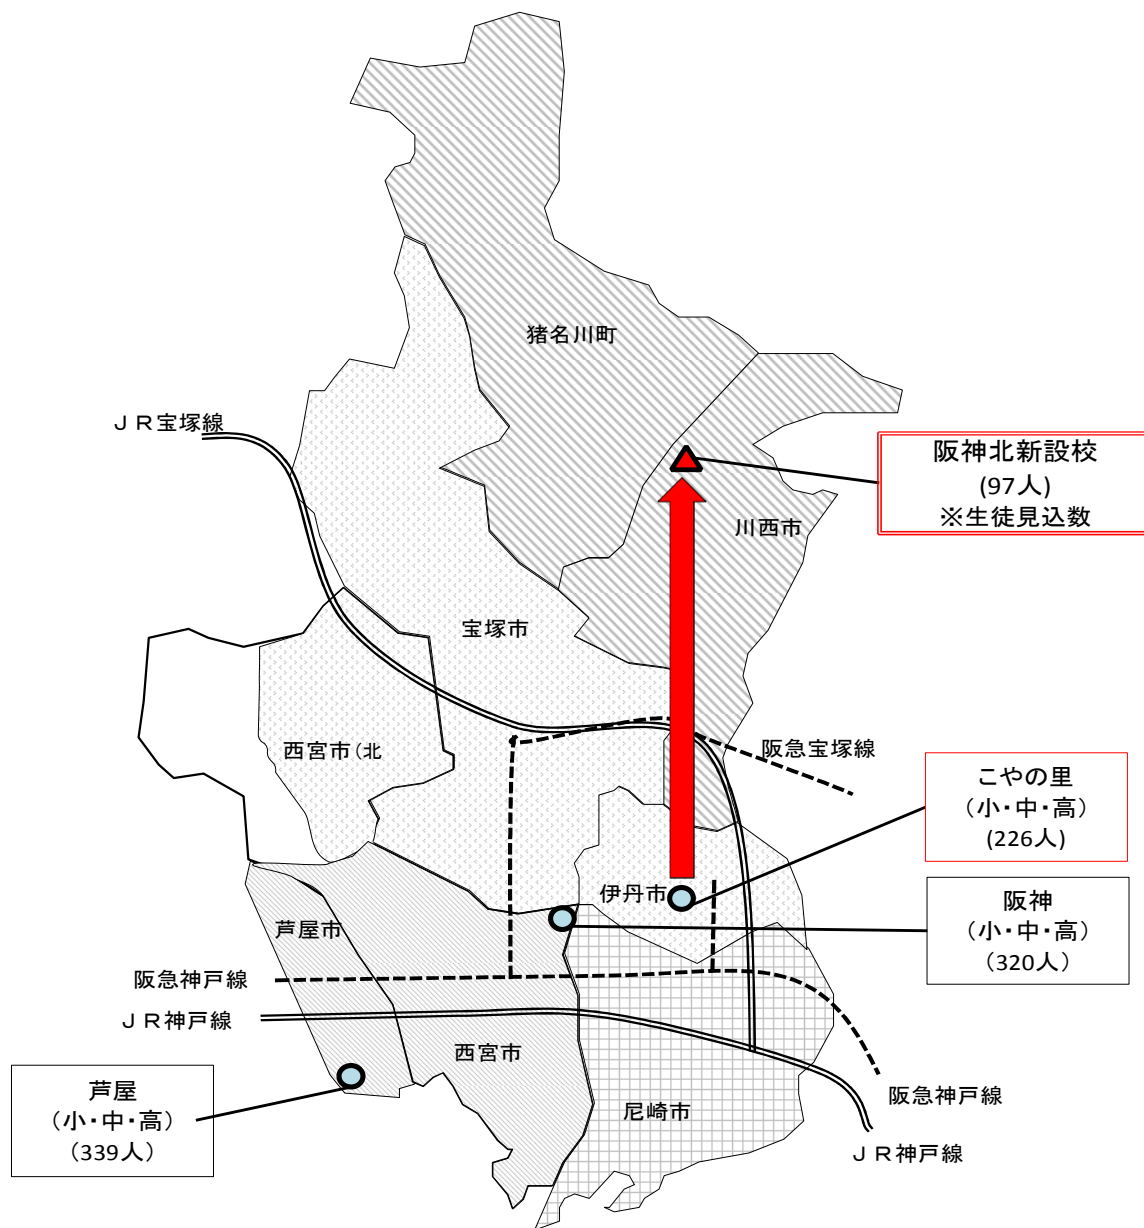 猪名川町
ＪＲ宝塚線
阪神北新設校
(97人)
※生徒見込数
川西市
宝塚市
西宮市(北
阪急宝塚線
こやの里
（小・中・高）
(226人)
伊丹市
阪神
（小・中・高）
（320人）
芦屋市
阪急神戸線
ＪＲ神戸線
西宮市
芦屋
（小・中・高）
（339人）
尼崎市
阪急神戸線
ＪＲ神戸線